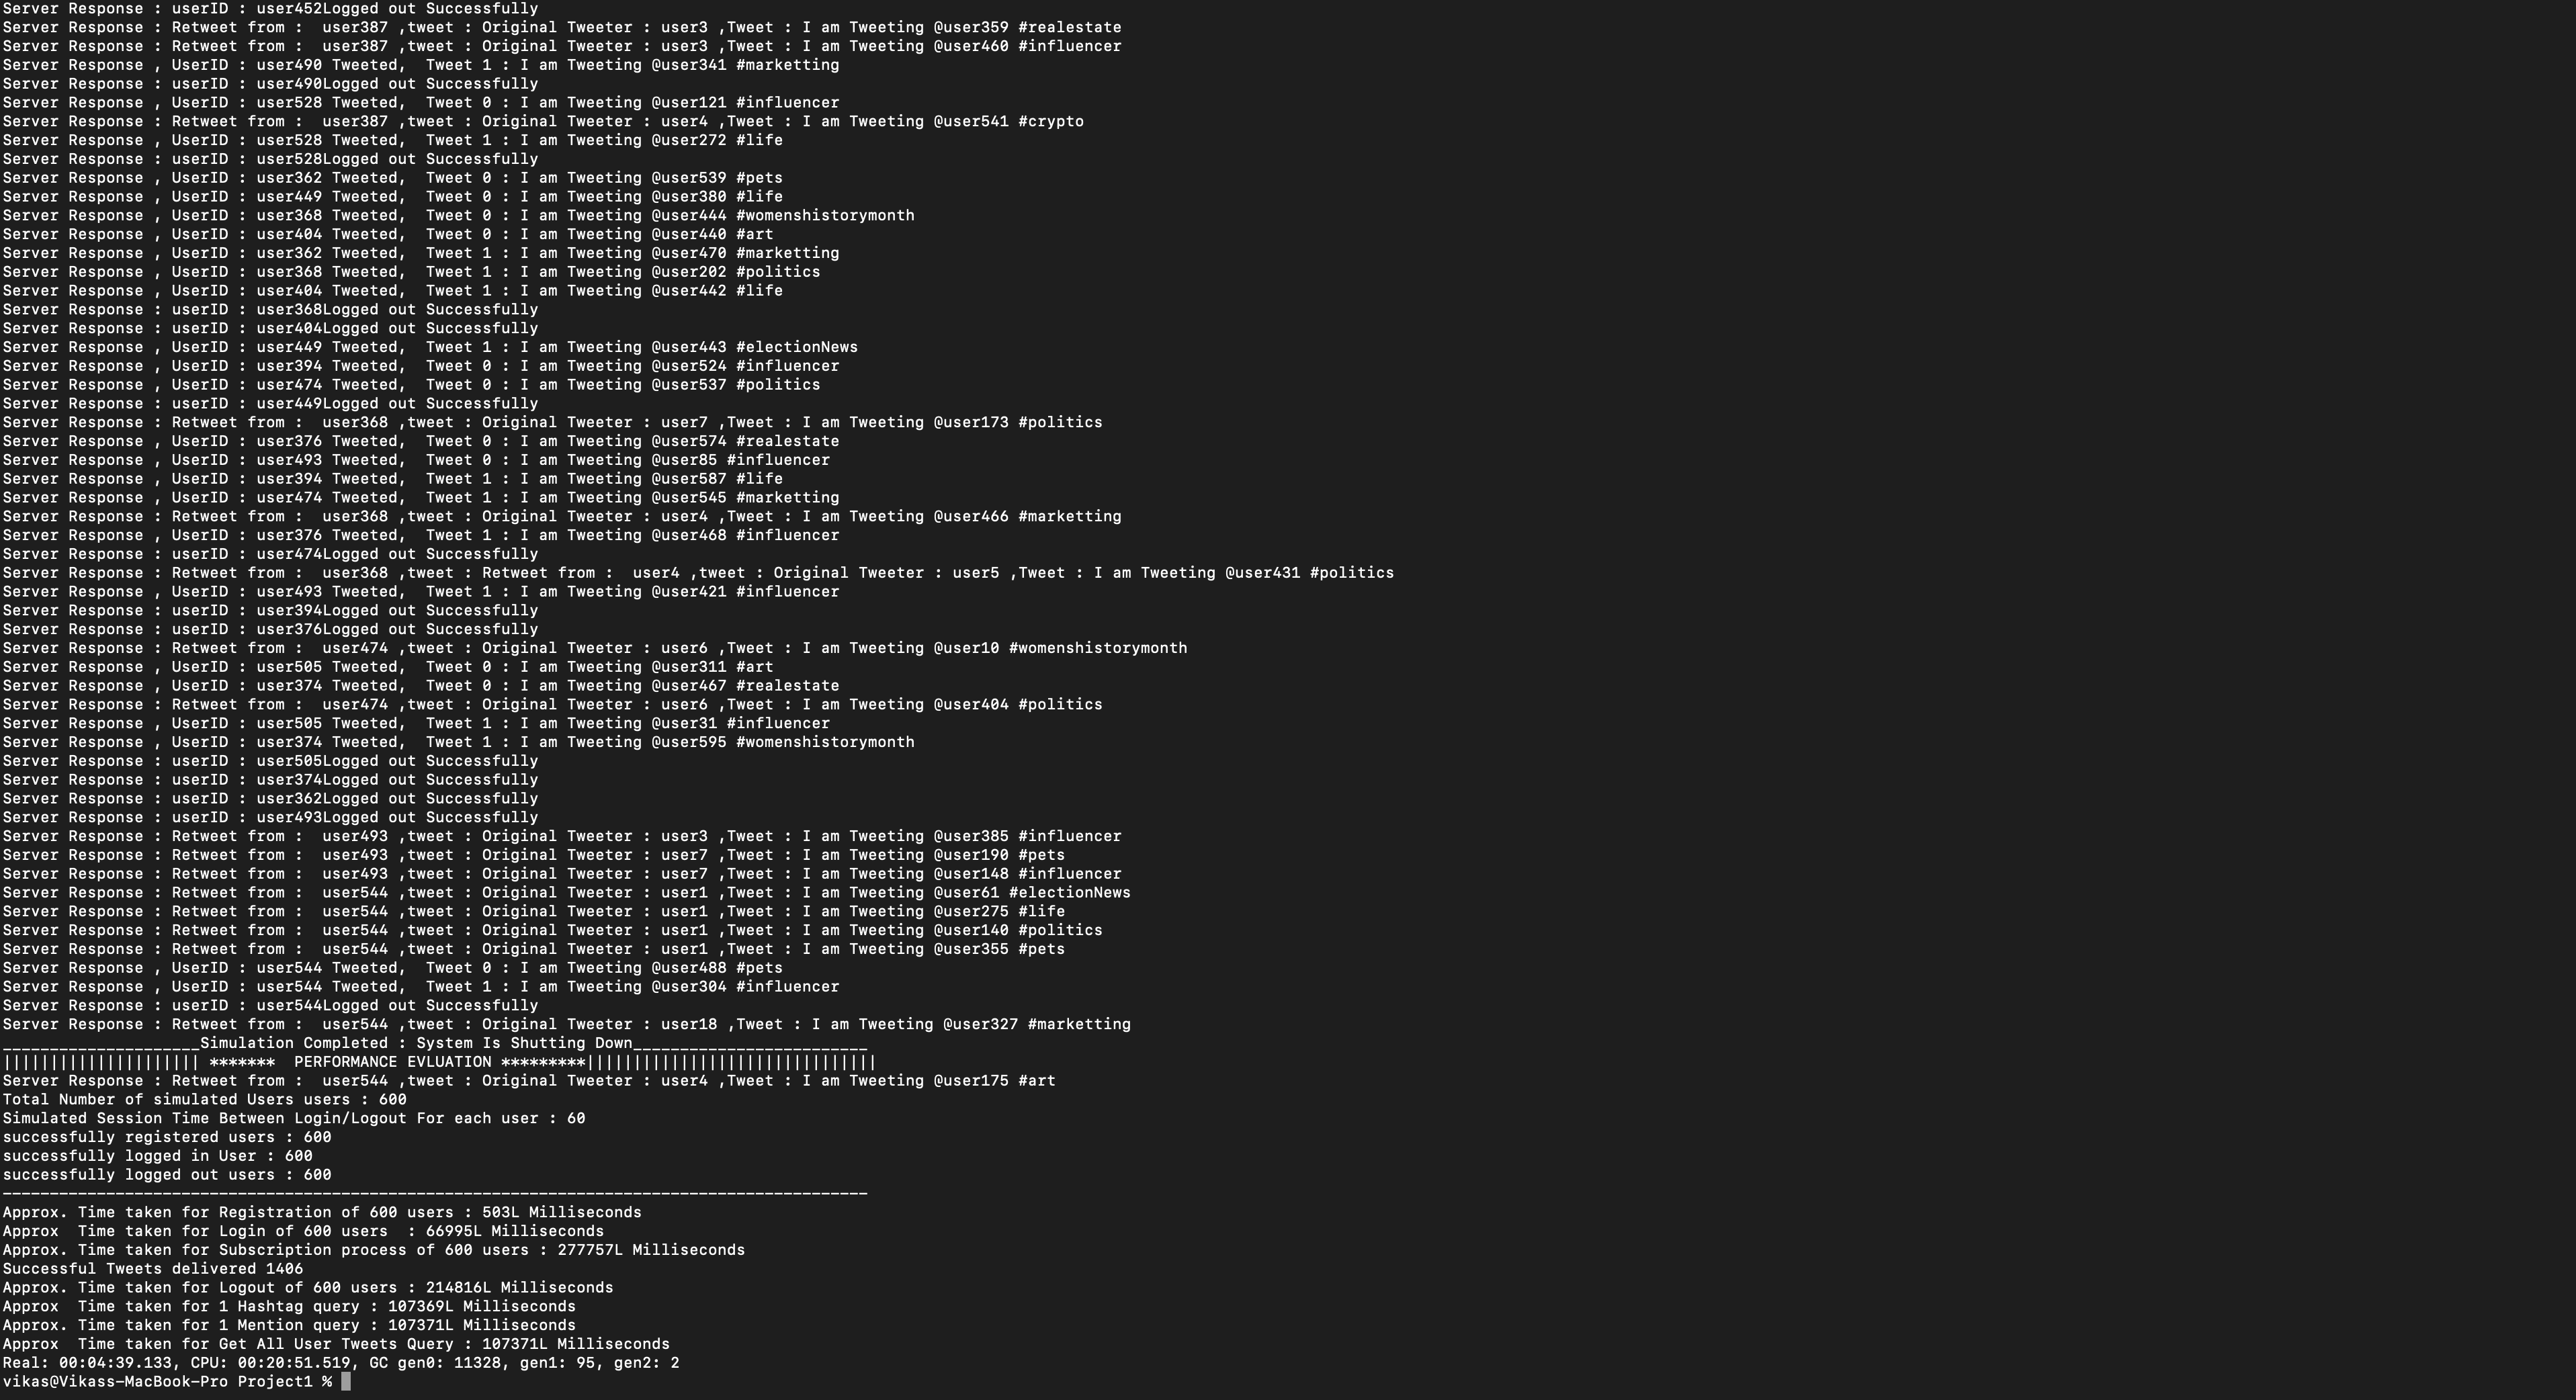 Server Response : userID : user452Logged out Successfully
Server Response : Retweet from :  user387 ,tweet : Original Tweeter : user3 ,Tweet : I am Tweeting @user359 #realestate
Server Response : Retweet from :  user387 ,tweet : Original Tweeter : user3 ,Tweet : I am Tweeting @user460 #influencer
Server Response , UserID : user490 Tweeted,  Tweet 1 : I am Tweeting @user341 #marketting
Server Response : userID : user490Logged out Successfully
Server Response , UserID : user528 Tweeted,  Tweet 0 : I am Tweeting @user121 #influencer
Server Response : Retweet from :  user387 ,tweet : Original Tweeter : user4 ,Tweet : I am Tweeting @user541 #crypto
Server Response , UserID : user528 Tweeted,  Tweet 1 : I am Tweeting @user272 #life
Server Response : userID : user528Logged out Successfully
Server Response , UserID : user362 Tweeted,  Tweet 0 : I am Tweeting @user539 #pets
Server Response , UserID : user449 Tweeted,  Tweet 0 : I am Tweeting @user380 #life
Server Response , UserID : user368 Tweeted,  Tweet 0 : I am Tweeting @user444 #womenshistorymonth
Server Response , UserID : user404 Tweeted,  Tweet 0 : I am Tweeting @user440 #art
Server Response , UserID : user362 Tweeted,  Tweet 1 : I am Tweeting @user470 #marketting
Server Response , UserID : user368 Tweeted,  Tweet 1 : I am Tweeting @user202 #politics
Server Response , UserID : user404 Tweeted,  Tweet 1 : I am Tweeting @user442 #life
Server Response : userID : user368Logged out Successfully
Server Response : userID : user404Logged out Successfully
Server Response , UserID : user449 Tweeted,  Tweet 1 : I am Tweeting @user443 #electionNews
Server Response , UserID : user394 Tweeted,  Tweet 0 : I am Tweeting @user524 #influencer
Server Response , UserID : user474 Tweeted,  Tweet 0 : I am Tweeting @user537 #politics
Server Response : userID : user449Logged out Successfully
Server Response : Retweet from :  user368 ,tweet : Original Tweeter : user7 ,Tweet : I am Tweeting @user173 #politics
Server Response , UserID : user376 Tweeted,  Tweet 0 : I am Tweeting @user574 #realestate
Server Response , UserID : user493 Tweeted,  Tweet 0 : I am Tweeting @user85 #influencer
Server Response , UserID : user394 Tweeted,  Tweet 1 : I am Tweeting @user587 #life
Server Response , UserID : user474 Tweeted,  Tweet 1 : I am Tweeting @user545 #marketting
Server Response : Retweet from :  user368 ,tweet : Original Tweeter : user4 ,Tweet : I am Tweeting @user466 #marketting
Server Response , UserID : user376 Tweeted,  Tweet 1 : I am Tweeting @user468 #influencer
Server Response : userID : user474Logged out Successfully
Server Response : Retweet from :  user368 ,tweet : Retweet from :  user4 ,tweet : Original Tweeter : user5 ,Tweet : I am Tweeting @user431 #politics
Server Response , UserID : user493 Tweeted,  Tweet 1 : I am Tweeting @user421 #influencer
Server Response : userID : user394Logged out Successfully
Server Response : userID : user376Logged out Successfully
Server Response : Retweet from :  user474 ,tweet : Original Tweeter : user6 ,Tweet : I am Tweeting @user10 #womenshistorymonth
Server Response , UserID : user505 Tweeted,  Tweet 0 : I am Tweeting @user311 #art
Server Response , UserID : user374 Tweeted,  Tweet 0 : I am Tweeting @user467 #realestate
Server Response : Retweet from :  user474 ,tweet : Original Tweeter : user6 ,Tweet : I am Tweeting @user404 #politics
Server Response , UserID : user505 Tweeted,  Tweet 1 : I am Tweeting @user31 #influencer
Server Response , UserID : user374 Tweeted,  Tweet 1 : I am Tweeting @user595 #womenshistorymonth
Server Response : userID : user505Logged out Successfully
Server Response : userID : user374Logged out Successfully
Server Response : userID : user362Logged out Successfully
Server Response : userID : user493Logged out Successfully
Server Response : Retweet from :  user493 ,tweet : Original Tweeter : user3 ,Tweet : I am Tweeting @user385 #influencer
Server Response : Retweet from :  user493 ,tweet : Original Tweeter : user7 ,Tweet : I am Tweeting @user190 #pets
Server Response : Retweet from :  user493 ,tweet : Original Tweeter : user7 ,Tweet : I am Tweeting @user148 #influencer
Server Response : Retweet from :  user544 ,tweet : Original Tweeter : user1 ,Tweet : I am Tweeting @user61 #electionNews
Server Response : Retweet from :  user544 ,tweet : Original Tweeter : user1 ,Tweet : I am Tweeting @user275 #life
Server Response : Retweet from :  user544 ,tweet : Original Tweeter : user1 ,Tweet : I am Tweeting @user140 #politics
Server Response : Retweet from :  user544 ,tweet : Original Tweeter : user1 ,Tweet : I am Tweeting @user355 #pets
Server Response , UserID : user544 Tweeted,  Tweet 0 : I am Tweeting @user488 #pets
Server Response , UserID : user544 Tweeted,  Tweet 1 : I am Tweeting @user304 #influencer
Server Response : userID : user544Logged out Successfully
Server Response : Retweet from :  user544 ,tweet : Original Tweeter : user18 ,Tweet : I am Tweeting @user327 #marketting
_____________________Simulation Completed : System Is Shutting Down_________________________
||||||||||||||||||||| *******  PERFORMANCE EVLUATION *********|||||||||||||||||||||||||||||||
Server Response : Retweet from :  user544 ,tweet : Original Tweeter : user4 ,Tweet : I am Tweeting @user175 #art
Total Number of simulated Users users : 600
Simulated Session Time Between Login/Logout For each user : 60
successfully registered users : 600
successfully logged in User : 600
successfully logged out users : 600
--------------------------------------------------------------------------------------------
Approx. Time taken for Registration of 600 users : 503L Milliseconds
Approx  Time taken for Login of 600 users  : 66995L Milliseconds
Approx. Time taken for Subscription process of 600 users : 277757L Milliseconds
Successful Tweets delivered 1406
Approx. Time taken for Logout of 600 users : 214816L Milliseconds
Approx  Time taken for 1 Hashtag query : 107369L Milliseconds
Approx. Time taken for 1 Mention query : 107371L Milliseconds
Approx  Time taken for Get All User Tweets Query : 107371L Milliseconds
Real: 00:04:39.133, CPU: 00:20:51.519, GC gen0: 11328, gen1: 95, gen2: 2
vikas@Vikass-MacBook-Pro Project1 %